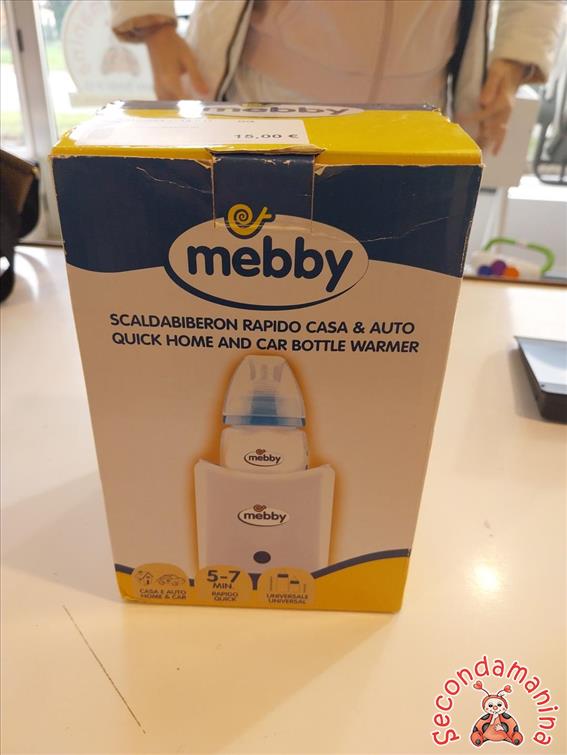 mebby
15,00 €
mebby
SCALDABIBERON RAPIDO CASA & AUTO
QUICK HOME AND CAR BOTTLE WARMER
mebby
mebby
CASA E AUTO
HOME & CAR
5-7
MIN.
RAPIDO
QUICK
UNIVERSALE
UNIVERSAL
Secondamanina